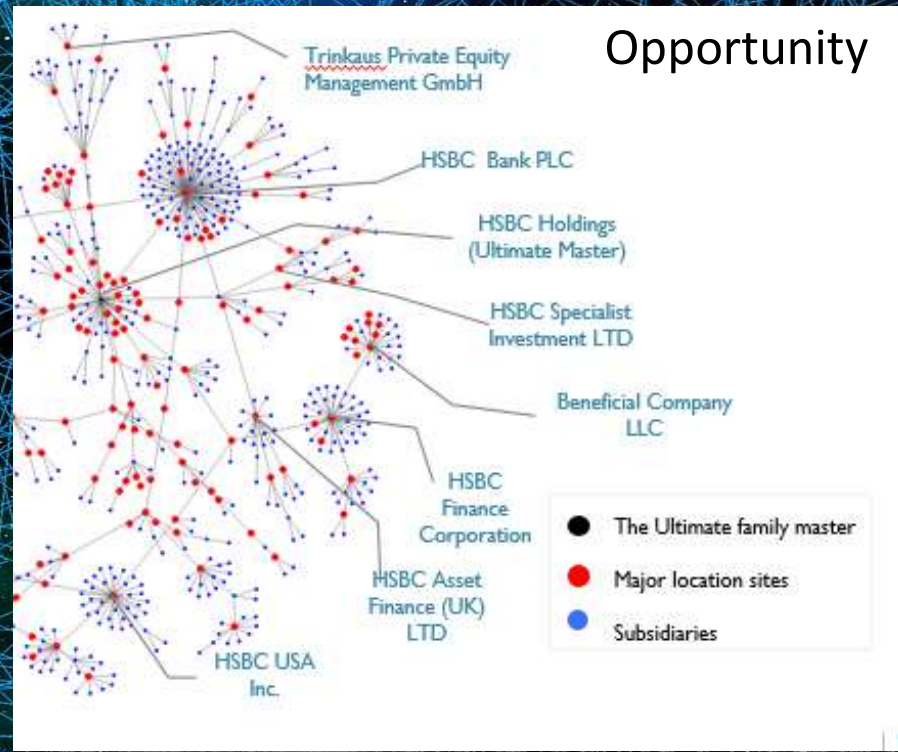 Opportunity
Trinkaus Private Equity
Management GmbH
HSBC Bank PLC
HSBC Holdings
(Ultimate Master)
HSBC Specialist
Investment LTD
Beneficial Company
LLC
HSBC
Finance
Corporation
HSBC Asset
Finance (UK)
LTD
HSBC USA
Inc.
The Ultimate family master
Major location sites
Subsidiaries